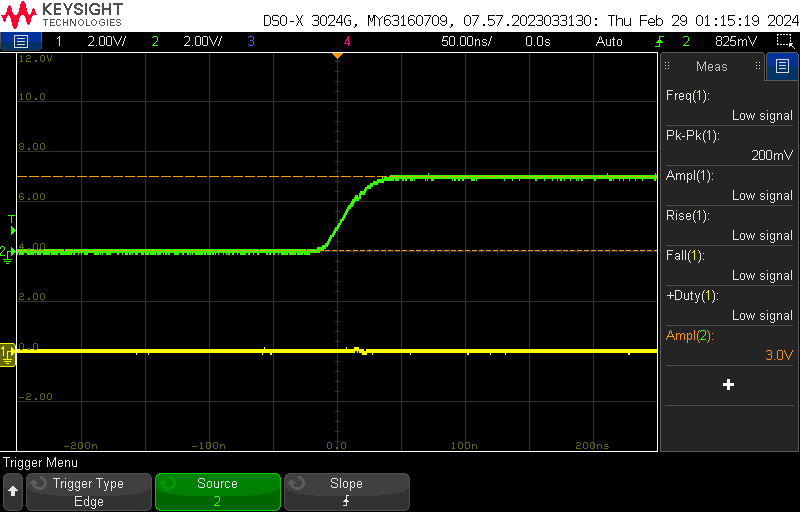 KEYSIGHT
TECHNOLOGIES
DSO-X 3024G, MY63160709, 07.57.2023033130: Thu Feb 29 01:15:19 2024
1 2.00V/ 2 2.00V/ 3 4 50.00ns/ 0.0s Auto 2 825mV
12.0V
10.0
8.00
6.00
T
2 4.00
2.00
1 0.0
-2.00
-200n -100n 0.0 100n 200ns
Meas
Freq(1):
Low signal
Pk-Pk(1):
200mV
Ampl(1):
Low signal
Rise(1):
Low signal
Fall(1):
Low signal
+Duty(1):
Low signal
Ampl(2):
3.0V
Trigger Menu
Trigger Type
Edge
Source
2
Slope